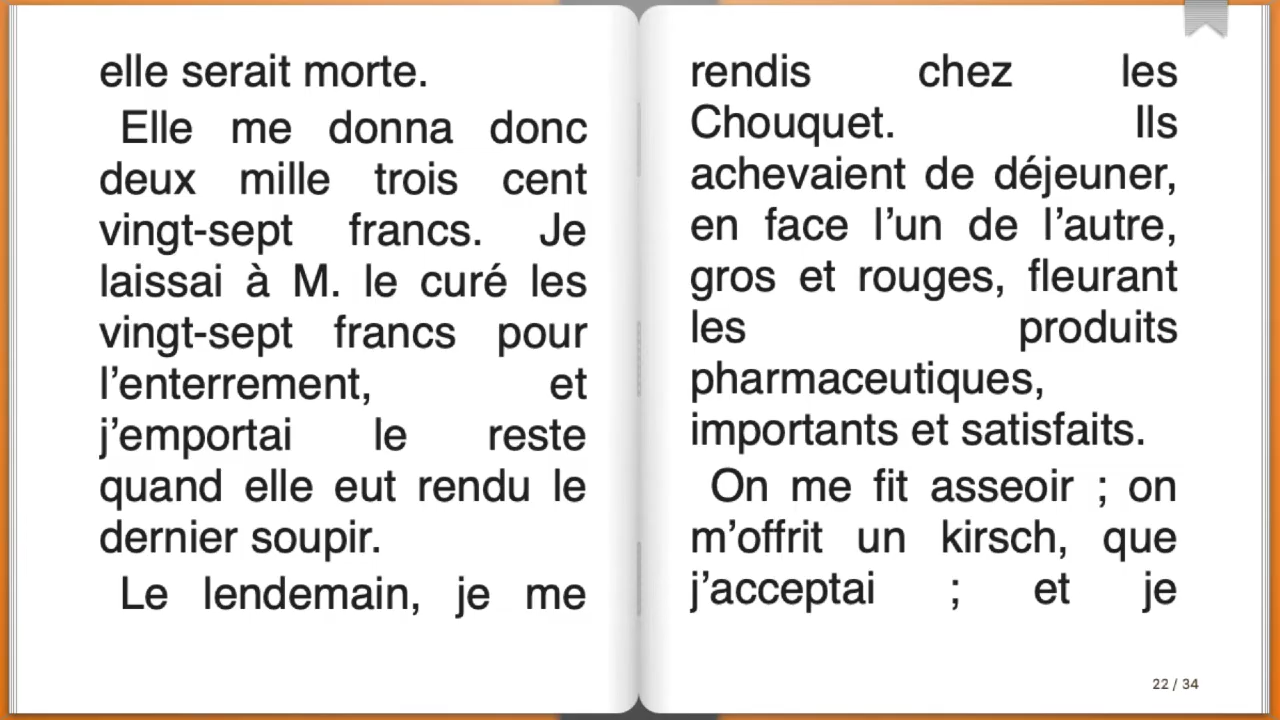 elle serait morte.
Elle me donna donc
deux mille trois cent
vingt-sept francs. Je
laissai à M. le curé les
vingt-sept francs pour
l’enterrement, et
j’emportai le reste
quand elle eut rendu le
dernier soupir.
Le lendemain, je me
rendis chez les
Chouquet. Ils
achevaient de déjeuner,
en face l’un de l’autre,
gros et rouges, fleurant
les produits
pharmaceutiques,
importants et satisfaits.
On me fit asseoir ; on
m’offrit un kirsch, que
j’acceptai ; et je
22 / 34